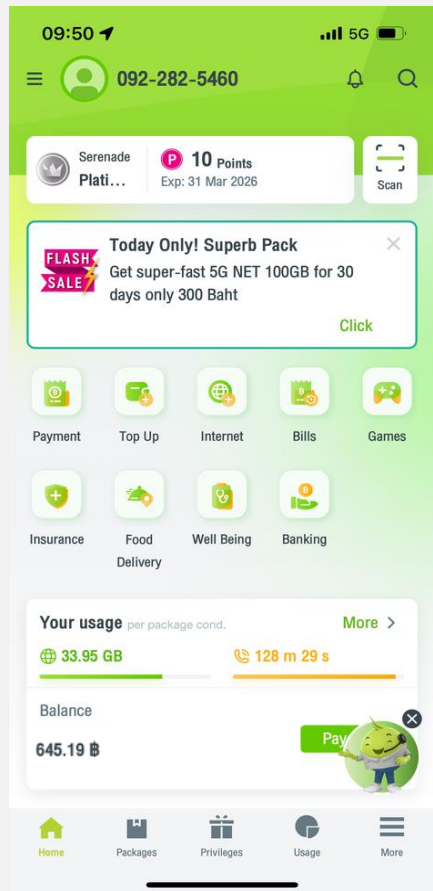 09:50
5G
092-282-5460
Serenade
Plati...
P 10 Points
Exp: 31 Mar 2026
Scan
FLASH
SALE
Today Only! Superb Pack
Get super-fast 5G NET 100GB for 30
days only 300 Baht
Click
Payment
Top Up
Internet
Bills
Games
Insurance
Food
Delivery
Well Being
Banking
Your usage per package cond.
More >
33.95 GB
128 m 29 s
Balance
645.19 ฿
Pay
Home
Packages
Privileges
Usage
More